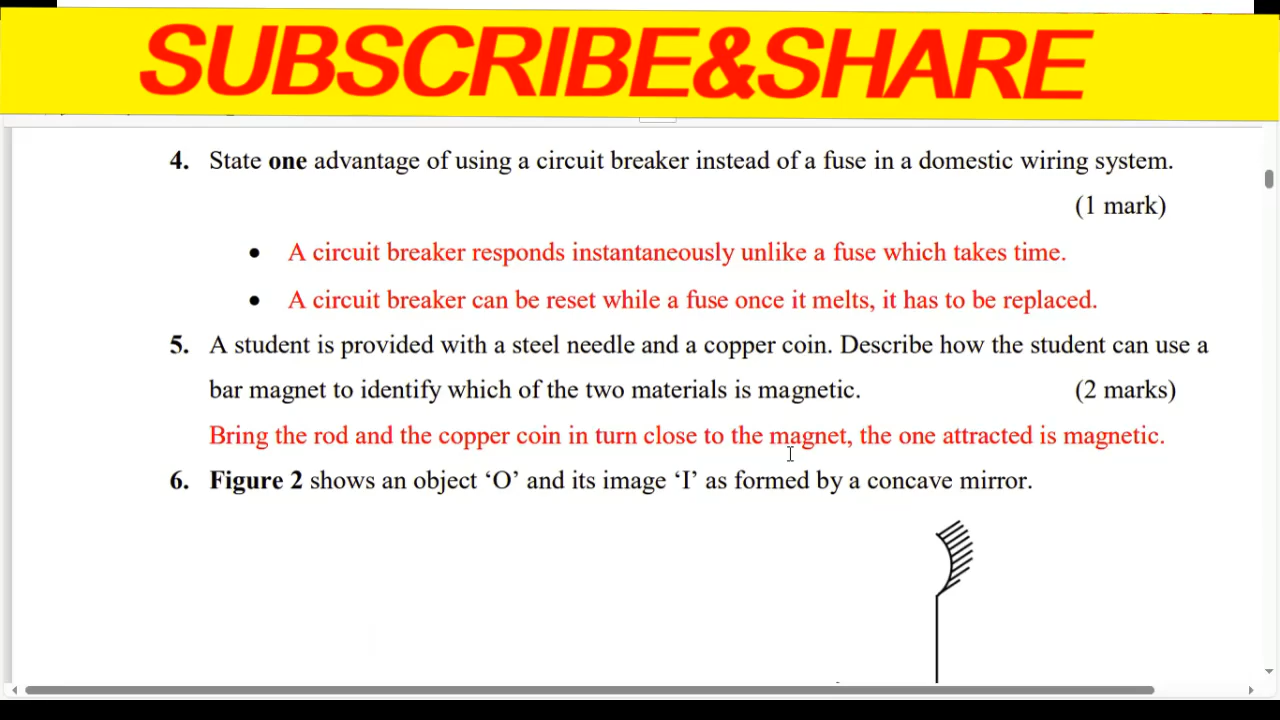 SUBSCRIBE&SHARE
4. State one advantage of using a circuit breaker instead of a fuse in a domestic wiring system.
(1 mark)
• A circuit breaker responds instantaneously unlike a fuse which takes time.
• A circuit breaker can be reset while a fuse once it melts, it has to be replaced.
5. A student is provided with a steel needle and a copper coin. Describe how the student can use a
bar magnet to identify which of the two materials is magnetic. (2 marks)
Bring the rod and the copper coin in turn close to the magnet, the one attracted is magnetic.
6. Figure 2 shows an object ‘O’ and its image ‘I’ as formed by a concave mirror.